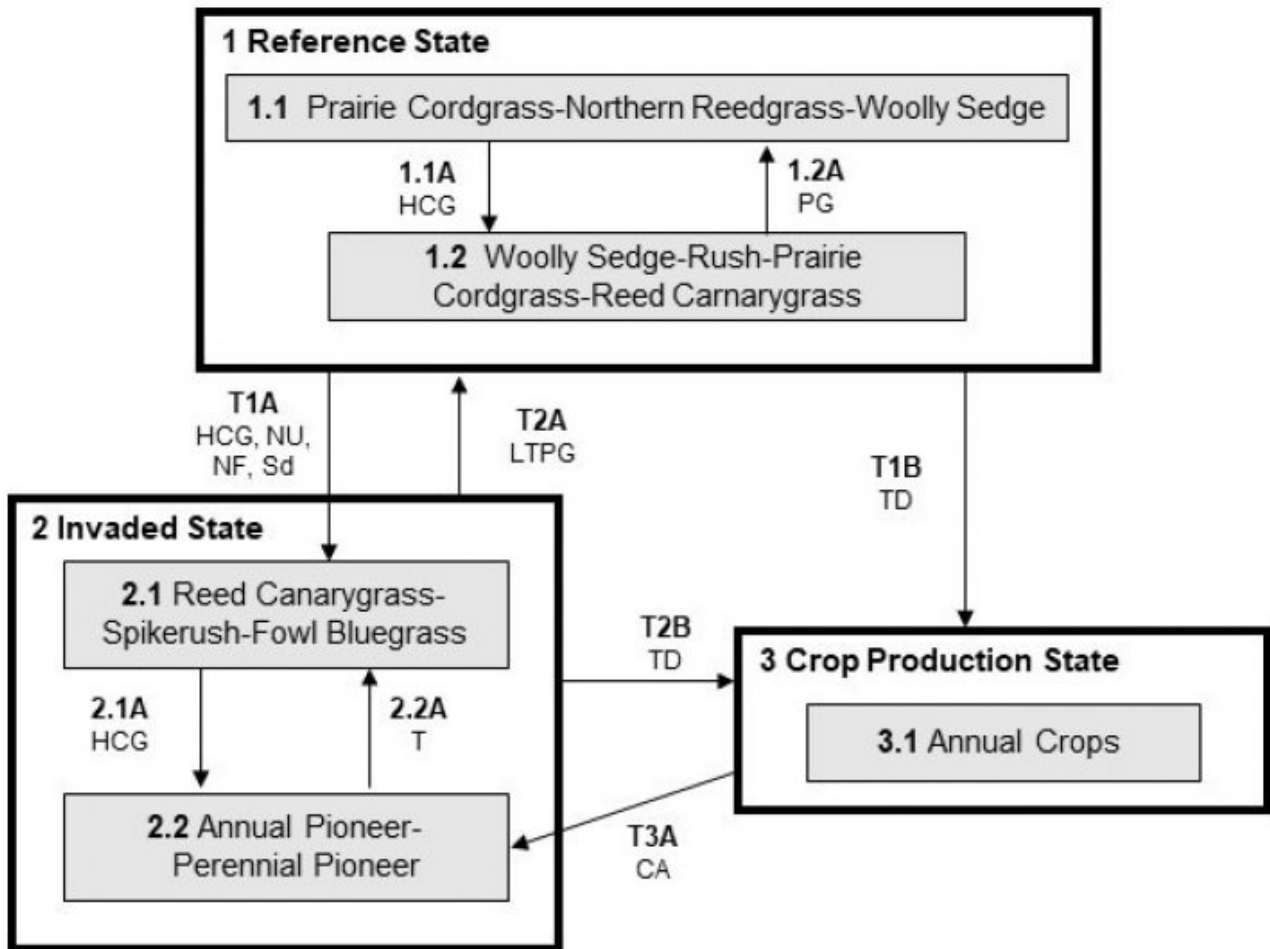 1 Reference State
1.1 Prairie Cordgrass-Northern Reedgrass-Woolly Sedge
1.1A
HCG
1.2A
PG
1.2 Woolly Sedge-Rush-Prairie
Cordgrass-Reed Carnarygrass
T1A
HCG, NU,
NF, Sd
T2A
LTPG
T1B
TD
2 Invaded State
2.1 Reed Canarygrass-
Spikerush-Fowl Bluegrass
2.1A
HCG
2.2A
T
2.2 Annual Pioneer-
Perennial Pioneer
T2B
TD
3 Crop Production State
3.1 Annual Crops
T3A
CA